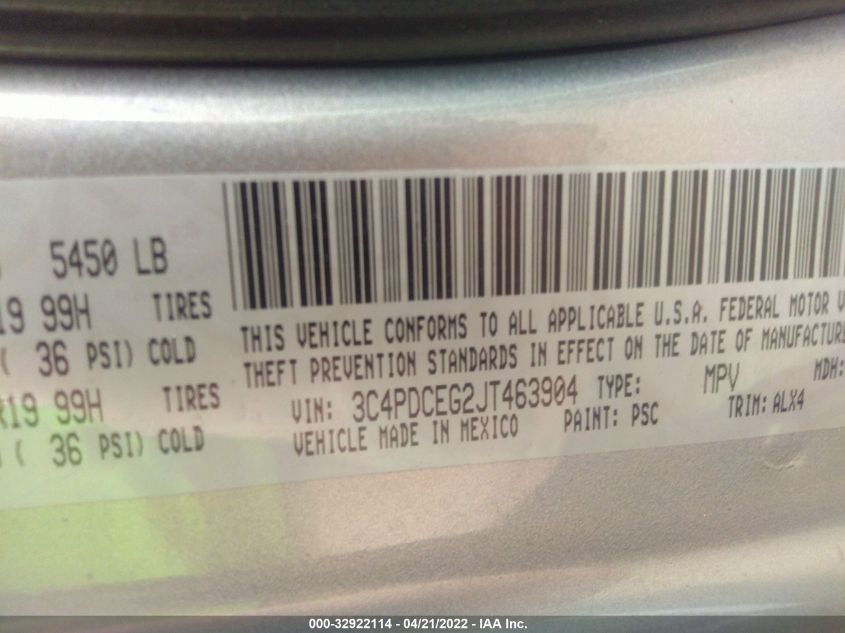 5450 LB
19 99H TIRES
( 36 PSI) COLD
R19 99H TIRES
( 36 PSI) COLD
THIS VEHICLE CONFORMS TO ALL APPLICABLE U.S.A. FEDERAL MOTOR V
THEFT PREVENTION STANDARDS IN EFFECT ON THE DATE OF MANUFACTURE
VIN: 3C4PDCEG2JT463904 TYPE: MPV MDH:
VEHICLE MADE IN MEXICO PAINT: PSC TRIM: ALX4
000-32922114 - 04/21/2022 - IAA Inc.